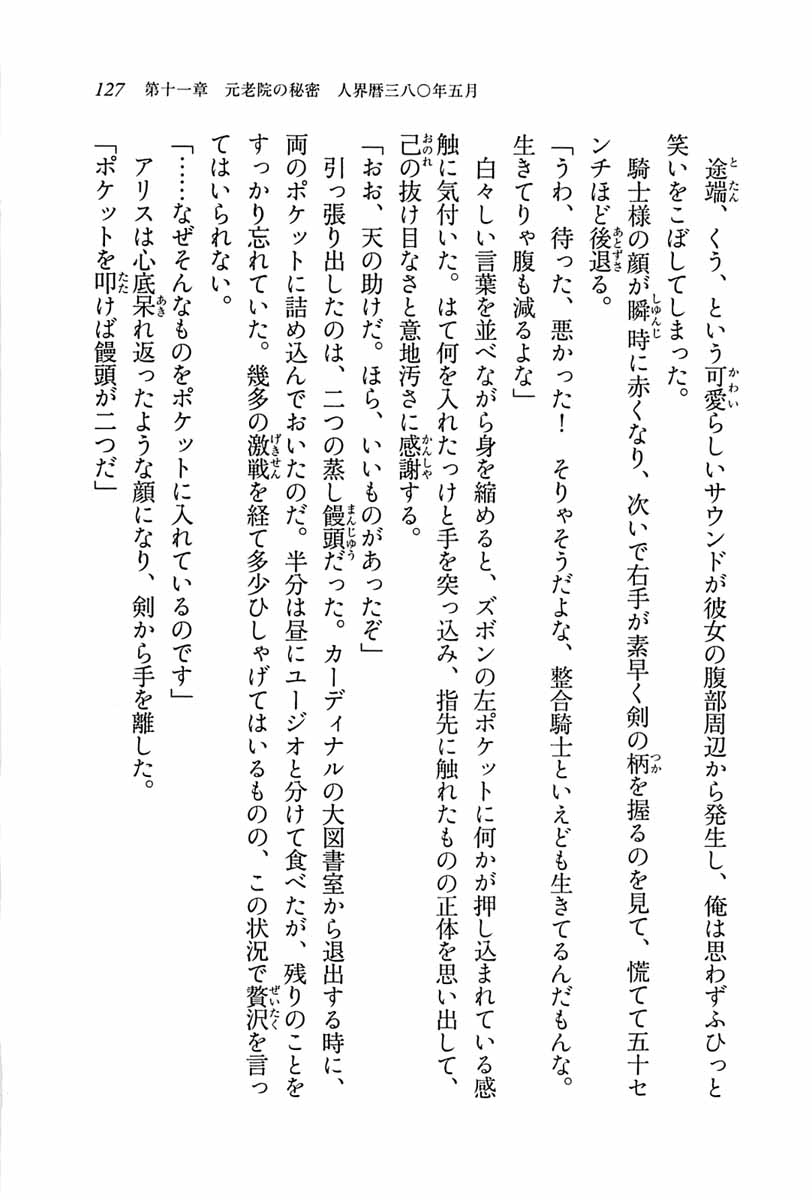 127　第十一章　元老院の秘密　人界暦三八〇年五月
　途端、くう、という可愛らしいサウンドが彼女の腹部周辺から発生し、俺は思わずふひっと
笑いをこぼしてしまった。
　騎士様の顔が瞬時に赤くなり、次いで右手が素早く剣の柄を握るのを見て、慌てて五十セ
ンチほど後退る。
「うわ、待った、悪かった！　そりゃそうだよな、整合騎士といえども生きてるんだもんな。
生きてりゃ腹も減るよな」
　白々しい言葉を並べながら身を縮めると、ズボンの左ポケットに何かが押し込まれている感
触に気付いた。はて何を入れたっけと手を突っ込み、指先に触れたものの正体を思い出して、
己の抜け目なさと意地汚さに感謝する。
「おお、天の助けだ。ほら、いいものがあったぞ」
　引っ張り出したのは、二つの蒸し饅頭だった。カーディナルの大図書室から退出する時に、
両のポケットに詰め込んでおいたのだ。半分は昼にユージオと分けて食べたが、残りのことを
すっかり忘れていた。幾多の激戦を経て多少ひしゃげてはいるものの、この状況で贅沢を言っ
てはいられない。
「……なぜそんなものをポケットに入れているのです」
　アリスは心底呆れ返ったような顔になり、剣から手を離した。
「ポケットを叩けば饅頭が二つだ」